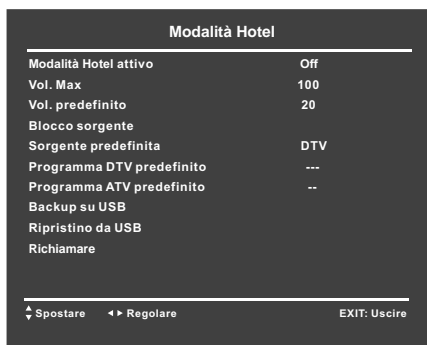 Modalità Hotel
Modalità Hotel attivo Off
Vol. Max 100
Vol. predefinito 20
Blocco sorgente
Sorgente predefinita DTV
Programma DTV predefinito ---
Programma ATV predefinito --
Backup su USB
Ripristino da USB
Richiamare
Spostare Regolare EXIT: Uscire